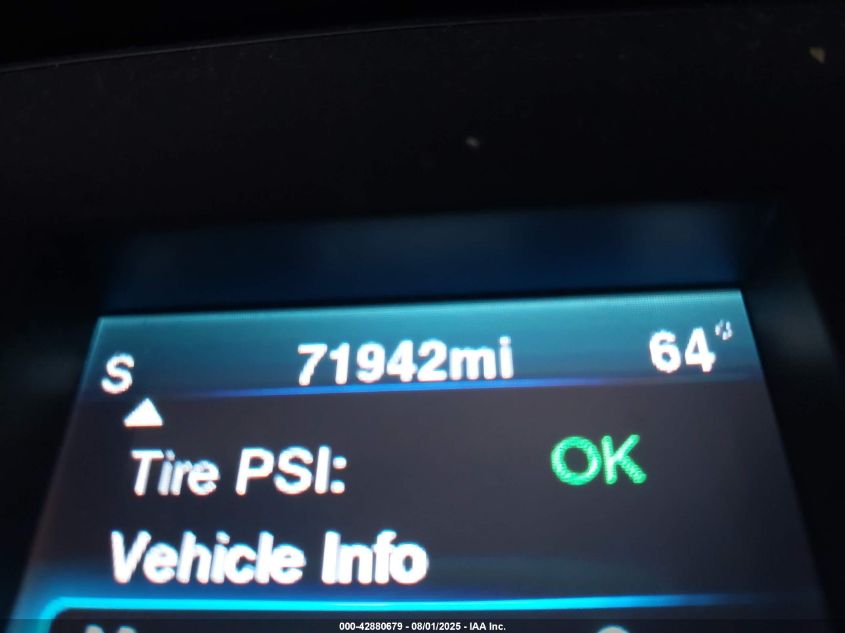 S 71942mi 64°
Tire PSI: OK
Vehicle Info
000-42880679 - 08/01/2025 - IAA Inc.